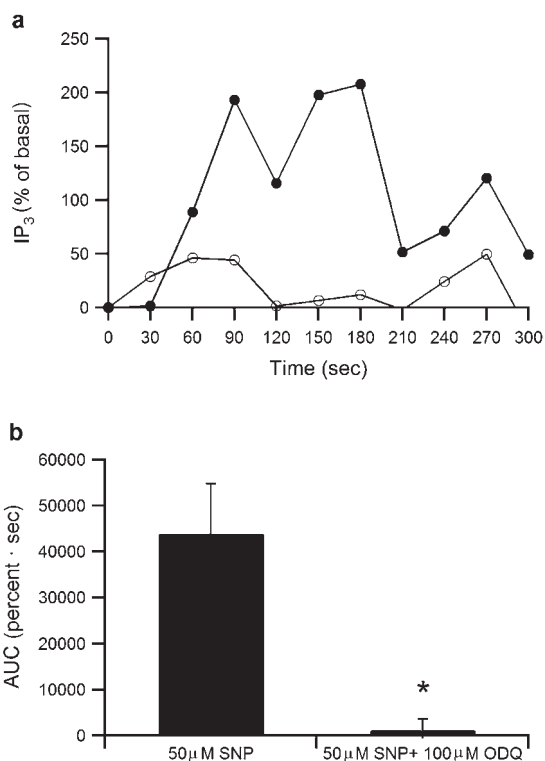 a
250
200
150
100
50
0
IP3 (% of basal)
0 30 60 90 120 150 180 210 240 270 300
Time (sec)
b
60000
50000
40000
30000
20000
10000
0
AUC (percent · sec)
*
50μM SNP 50μM SNP+ 100μM ODQ